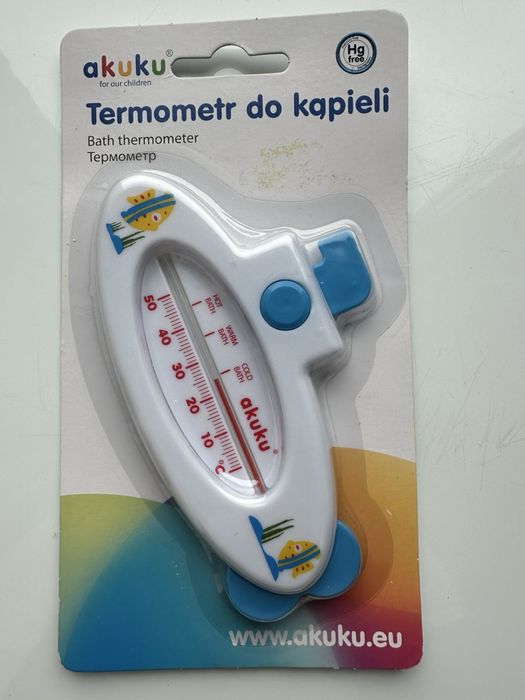 akuku®
for our children
Hg
free
Termometr do kąpieli
Bath thermometer
Термометр
50
40
30
20
10
°C
HOT
BATH
WARM
BATH
COLD
BATH
akuku®
www.akuku.eu